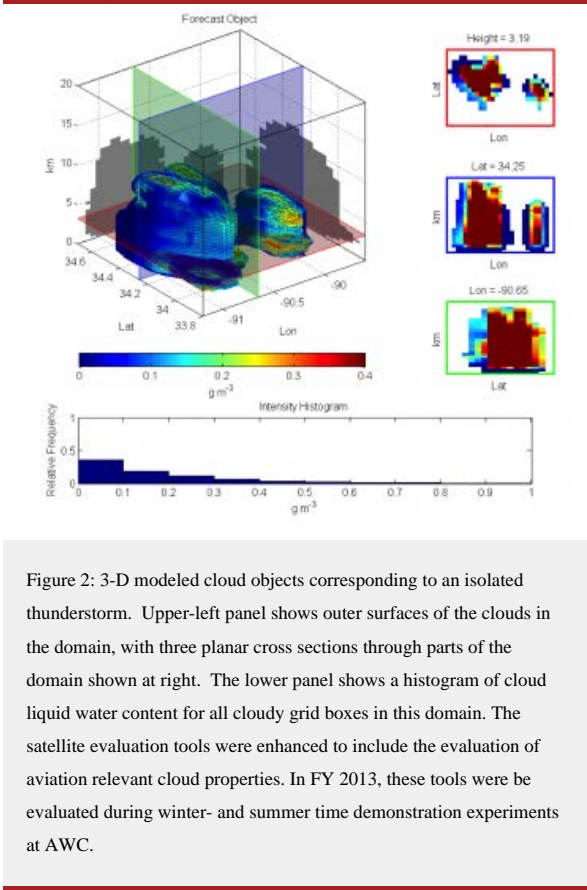 Forecast Object
20
15
10
5
0
km
34.6
34.4
34.2
34
33.8
Lat
-91
-90.5
-90
Lon
Height = 3.19
Lat
Lon
Lat = 34.25
km
Lon
Lon = -90.65
km
Lat
0 0.1 0.2 0.3 0.4
g m-3
Intensity Histogram
Relative Frequency
1
0.5
0
0 0.1 0.2 0.3 0.4 0.5 0.6 0.7 0.8 0.9 1
g m-3
Figure 2: 3-D modeled cloud objects corresponding to an isolated
thunderstorm. Upper-left panel shows outer surfaces of the clouds in
the domain, with three planar cross sections through parts of the
domain shown at right. The lower panel shows a histogram of cloud
liquid water content for all cloudy grid boxes in this domain. The
satellite evaluation tools were enhanced to include the evaluation of
aviation relevant cloud properties. In FY 2013, these tools were be
evaluated during winter- and summer time demonstration experiments
at AWC.